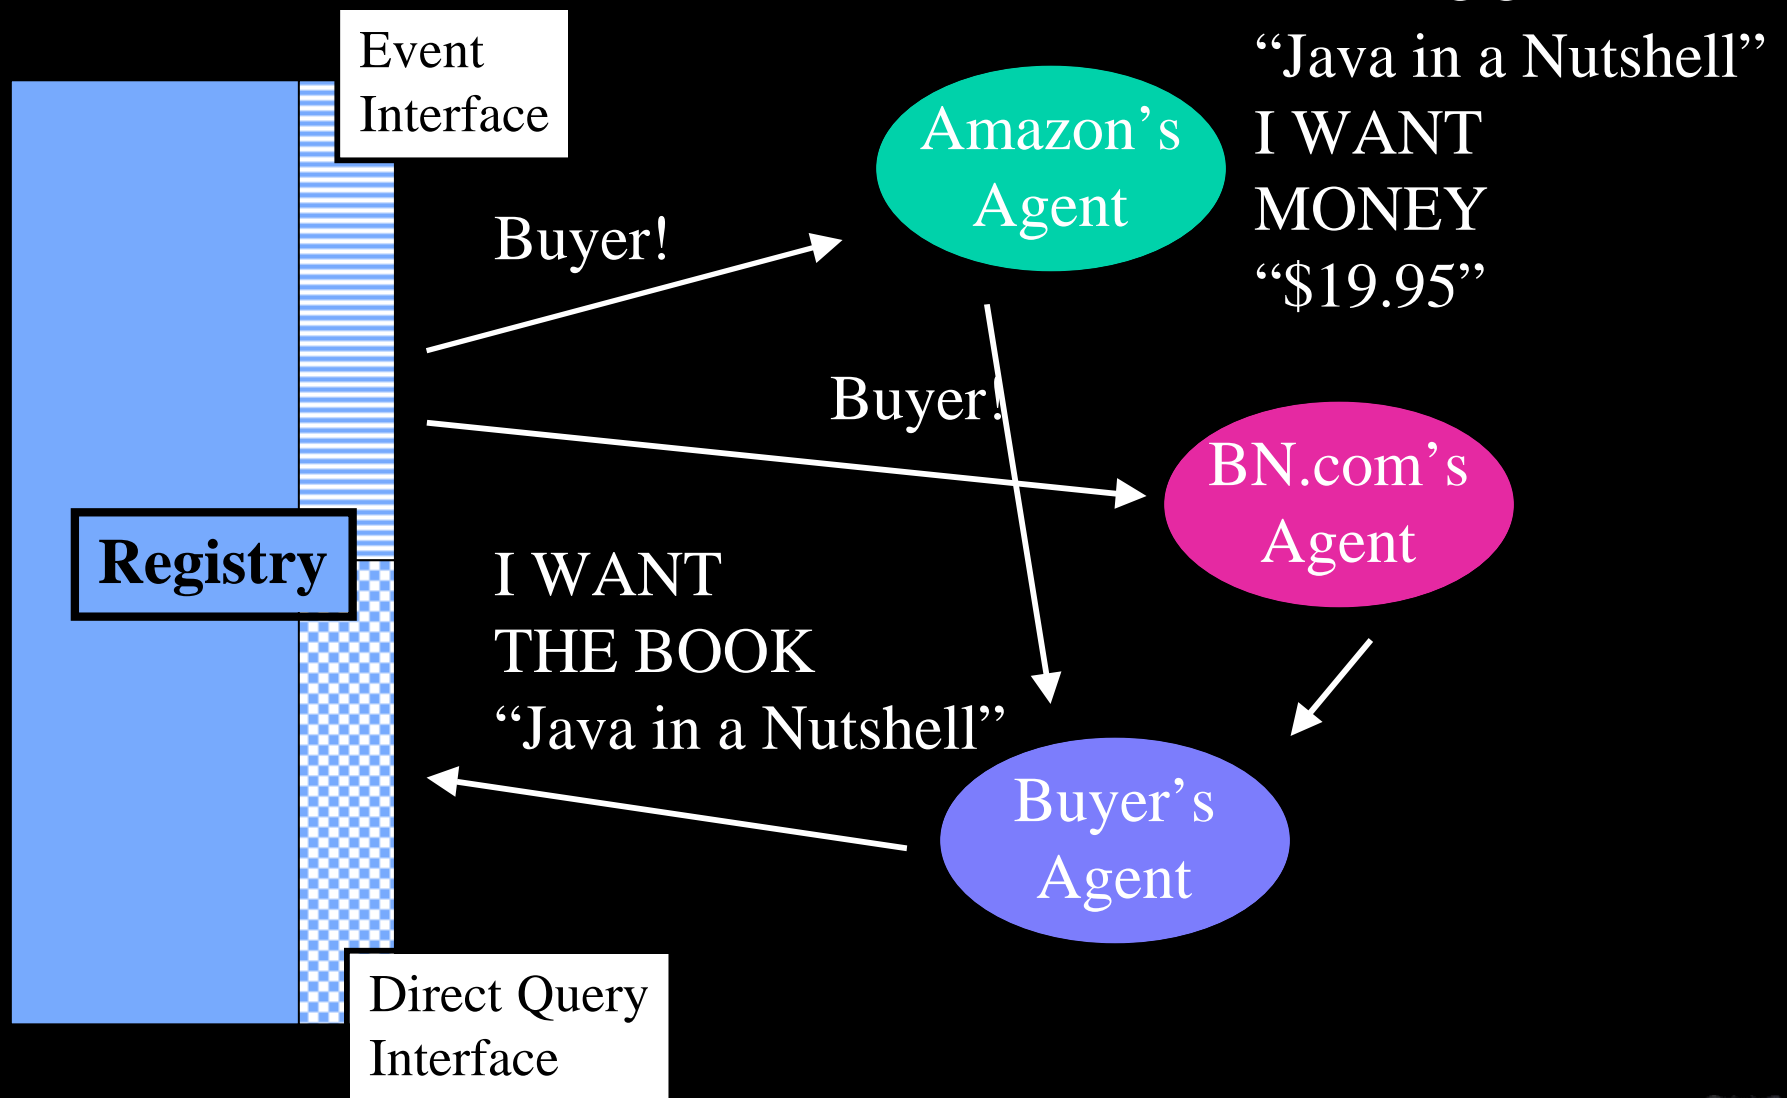 Event
Interface
“Java in a Nutshell”
I WANT
MONEY
“$19.95”
Amazon’s
Agent
Buyer!
Buyer!
BN.com’s
Agent
Registry
I WANT
THE BOOK
“Java in a Nutshell”
Buyer’s
Agent
Direct Query
Interface